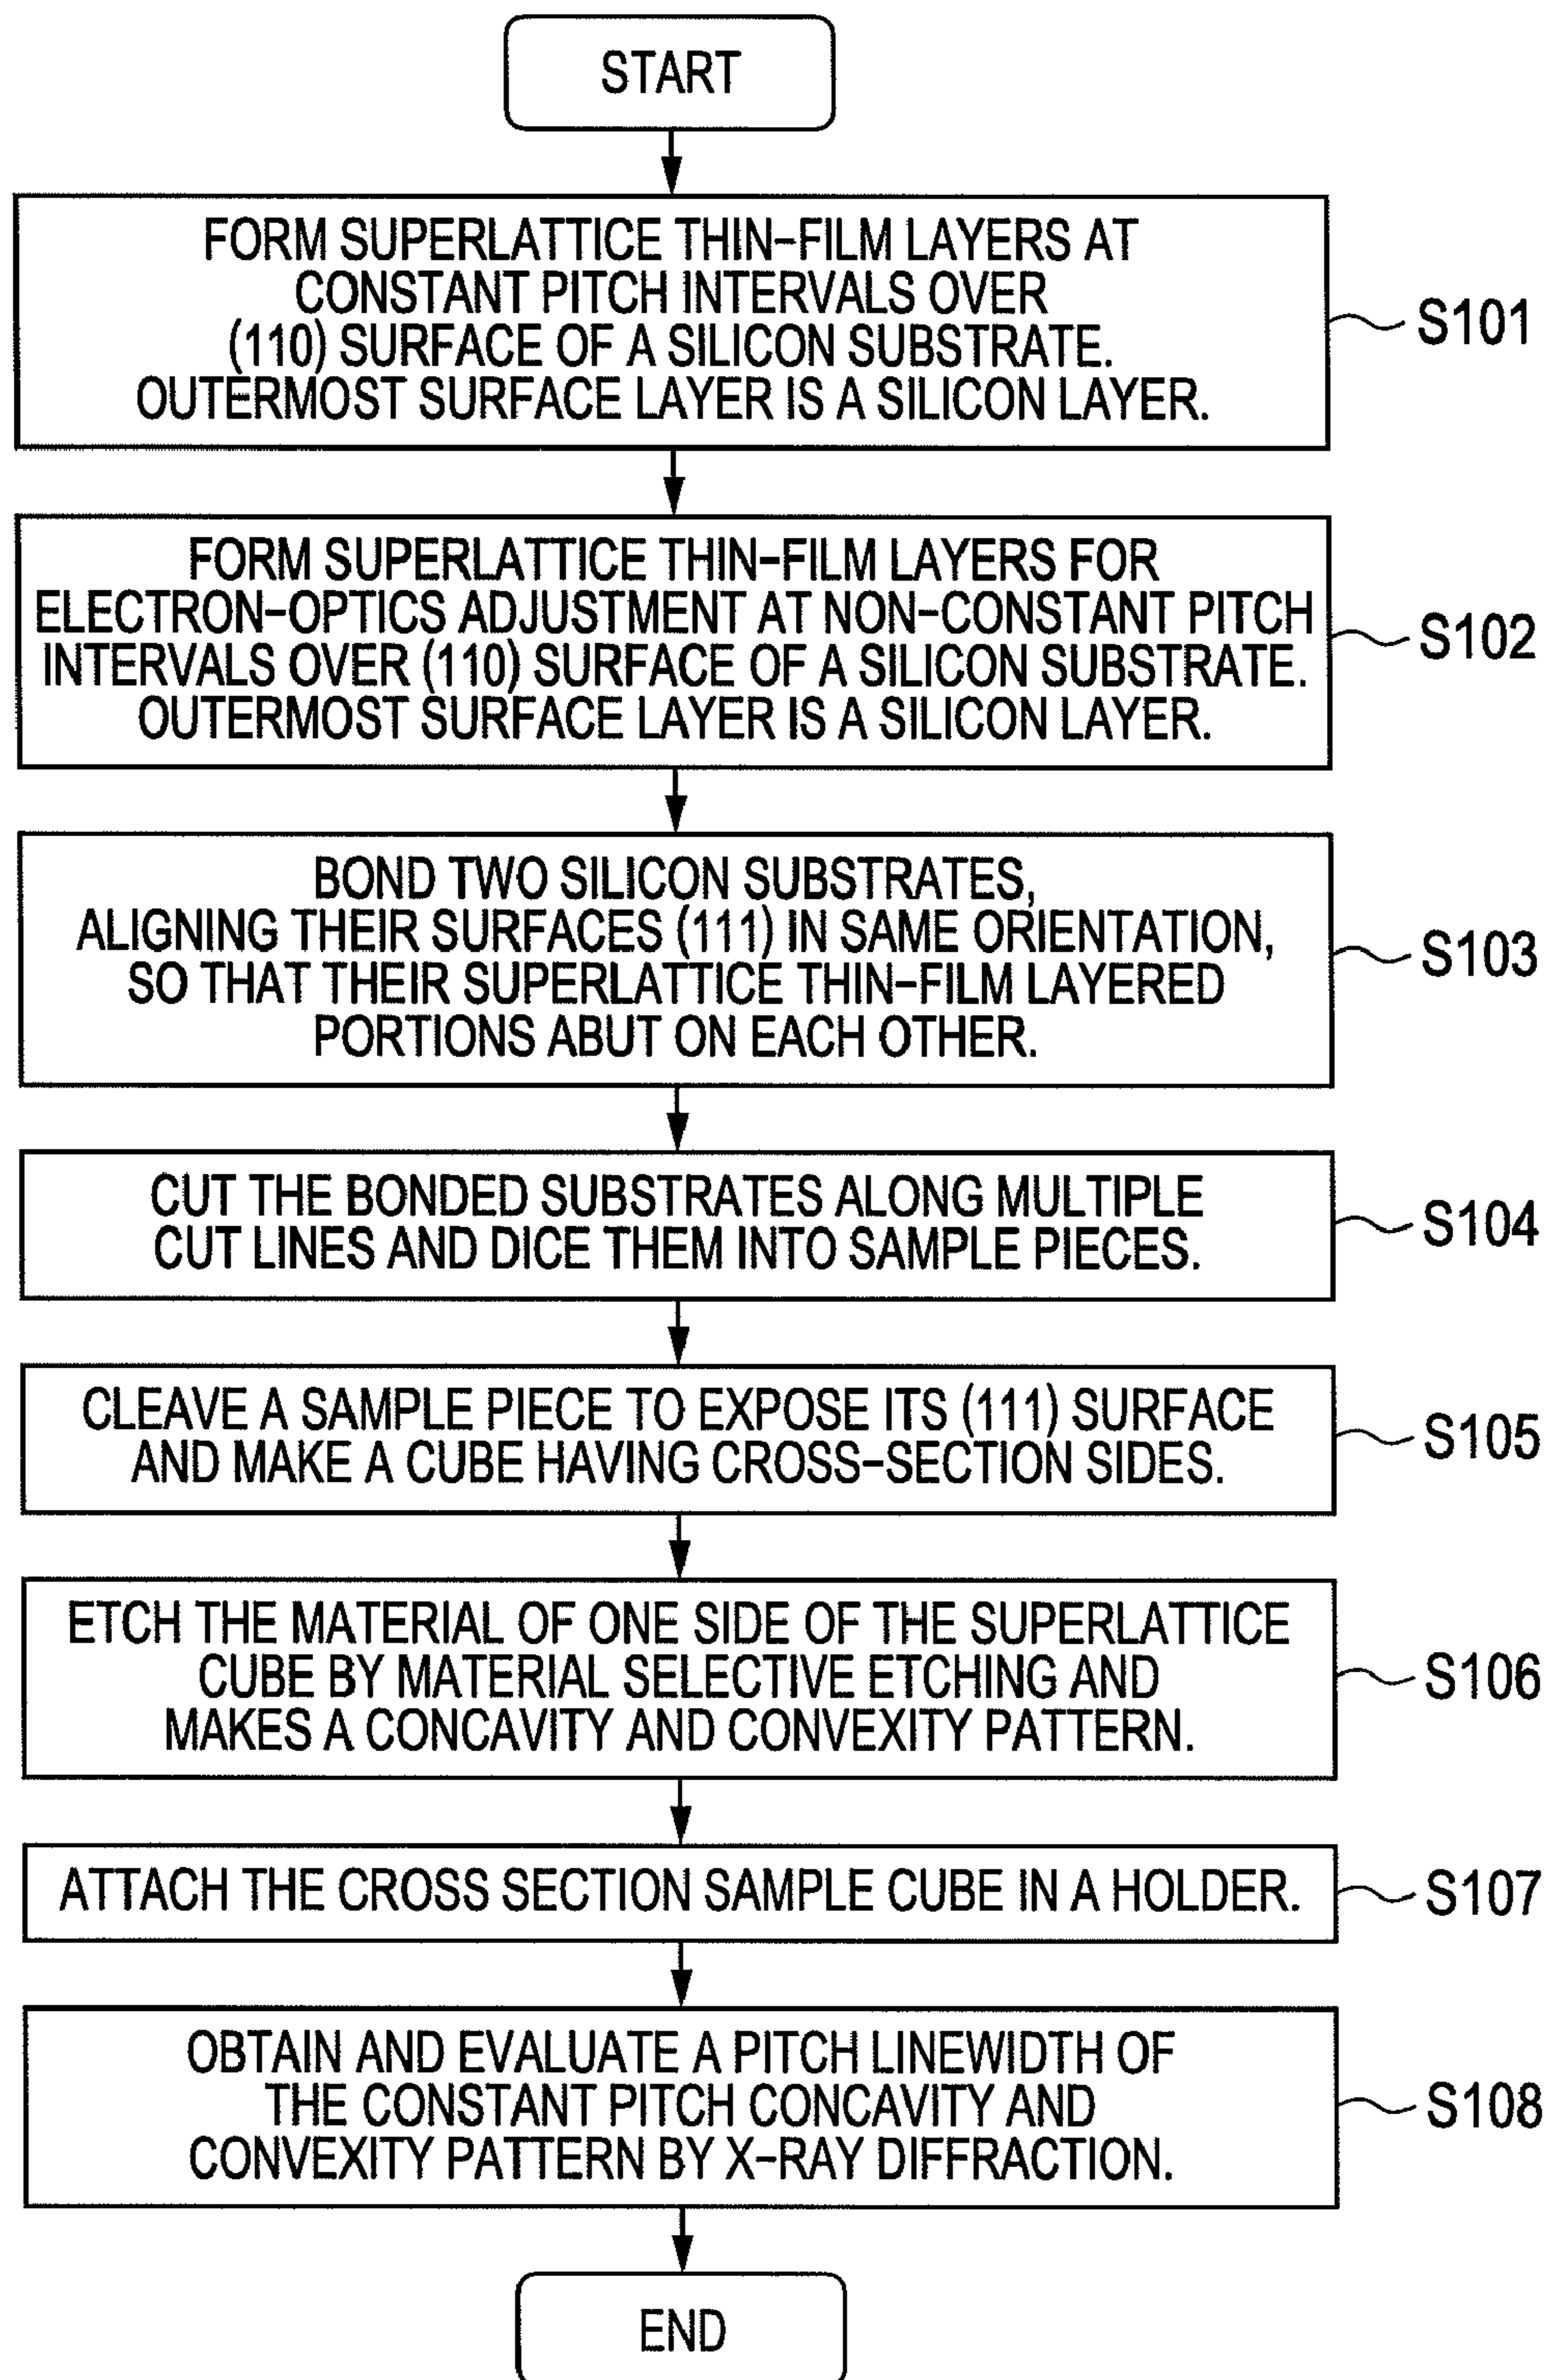 START
FORM SUPERLATTICE THIN-FILM LAYERS AT
CONSTANT PITCH INTERVALS OVER
(110) SURFACE OF A SILICON SUBSTRATE.
OUTERMOST SURFACE LAYER IS A SILICON LAYER.
S101
FORM SUPERLATTICE THIN-FILM LAYERS FOR
ELECTRON-OPTICS ADJUSTMENT AT NON-CONSTANT PITCH
INTERVALS OVER (110) SURFACE OF A SILICON SUBSTRATE.
OUTERMOST SURFACE LAYER IS A SILICON LAYER.
S102
BOND TWO SILICON SUBSTRATES,
ALIGNING THEIR SURFACES (111) IN SAME ORIENTATION,
SO THAT THEIR SUPERLATTICE THIN-FILM LAYERED
PORTIONS ABUT ON EACH OTHER.
S103
CUT THE BONDED SUBSTRATES ALONG MULTIPLE
CUT LINES AND DICE THEM INTO SAMPLE PIECES.
S104
CLEAVE A SAMPLE PIECE TO EXPOSE ITS (111) SURFACE
AND MAKE A CUBE HAVING CROSS-SECTION SIDES.
S105
ETCH THE MATERIAL OF ONE SIDE OF THE SUPERLATTICE
CUBE BY MATERIAL SELECTIVE ETCHING AND
MAKES A CONCAVITY AND CONVEXITY PATTERN.
S106
ATTACH THE CROSS SECTION SAMPLE CUBE IN A HOLDER.
S107
OBTAIN AND EVALUATE A PITCH LINEWIDTH OF
THE CONSTANT PITCH CONCAVITY AND
CONVEXITY PATTERN BY X-RAY DIFFRACTION.
S108
END